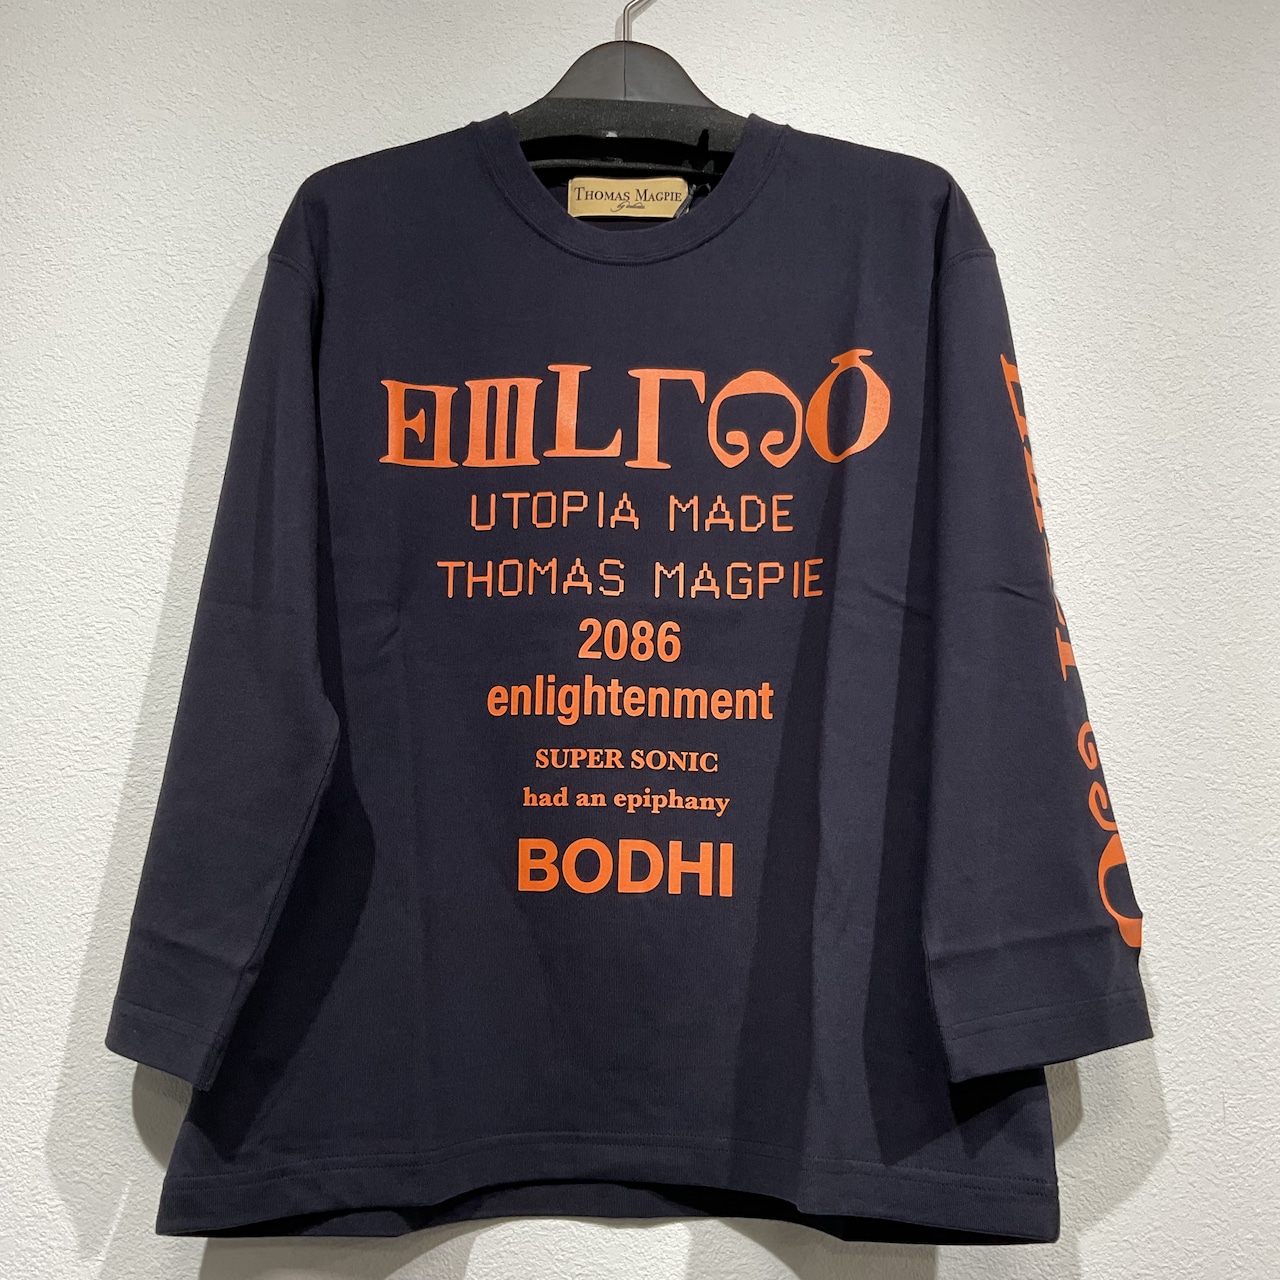 THOMAS MAGPIE
UTOPIA MADE
THOMAS MAGPIE
2086
enlightenment
SUPER SONIC
had an epiphany
BODHI